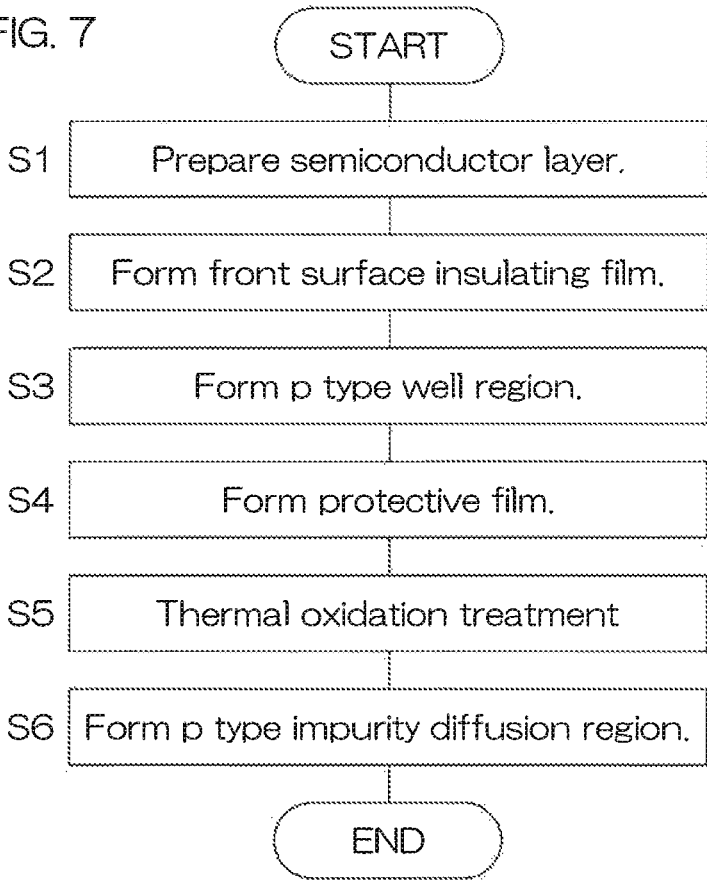 FIG. 7
START
S1 Prepare semiconductor layer.
S2 Form front surface insulating film.
S3 Form p type well region.
S4 Form protective film.
S5 Thermal oxidation treatment
S6 Form p type impurity diffusion region.
END